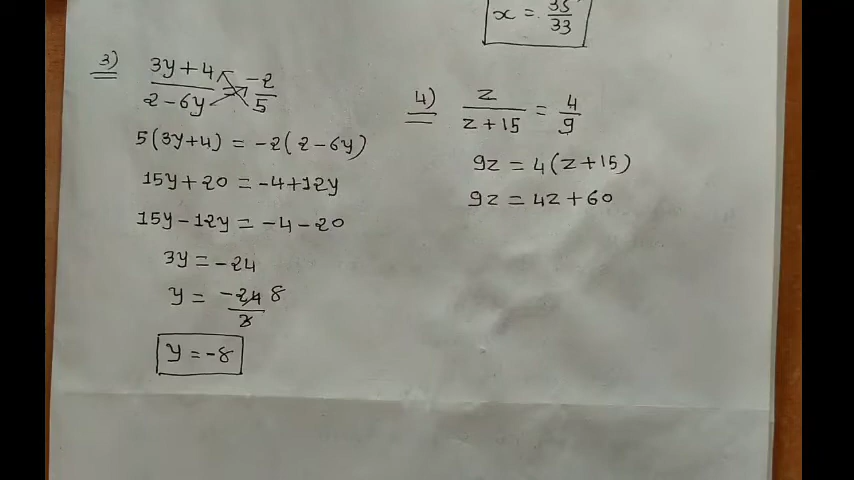 x = 35/33
3) (3y+4)/(2-6y) = -2/5
5(3y+4) = -2(2-6y)
15y+20 = -4+12y
15y-12y = -4-20
3y = -24
y = -24/3 8
y = -8
4) z/(z+15) = 4/9
9z = 4(z+15)
9z = 4z+60